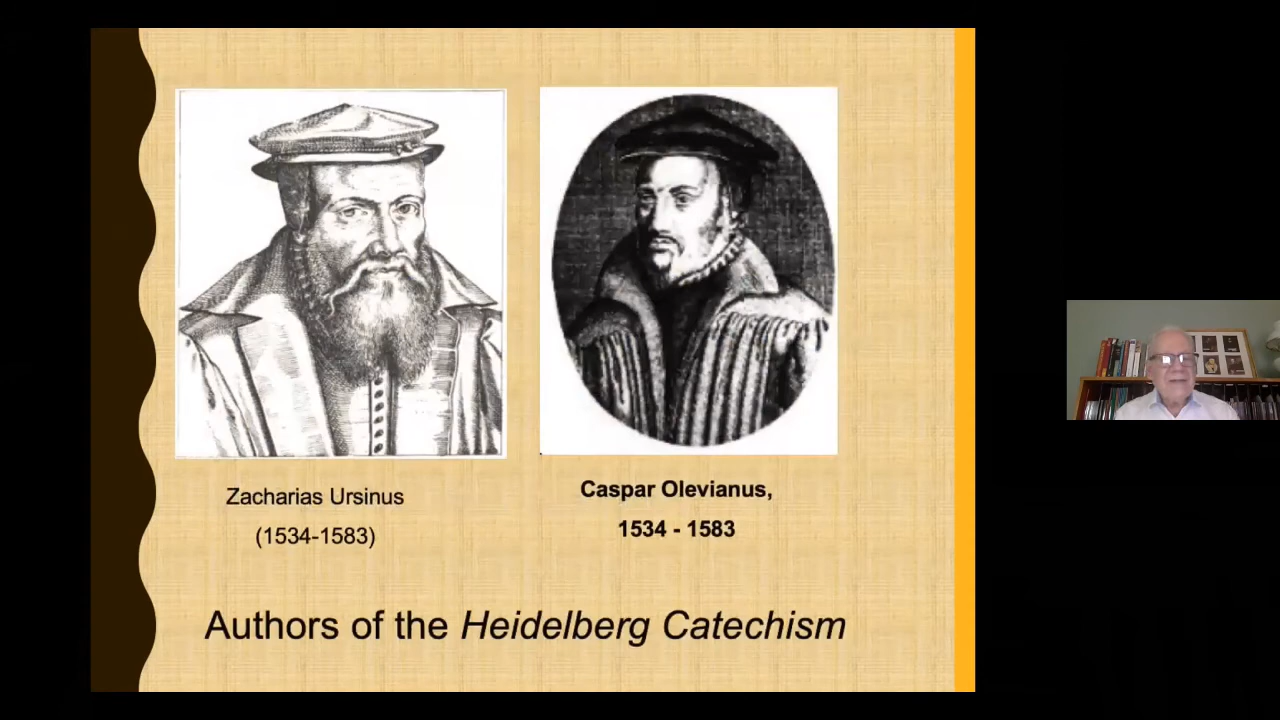 Zacharias Ursinus
(1534-1583)
Caspar Olevianus,
1534 - 1583
Authors of the Heidelberg Catechism